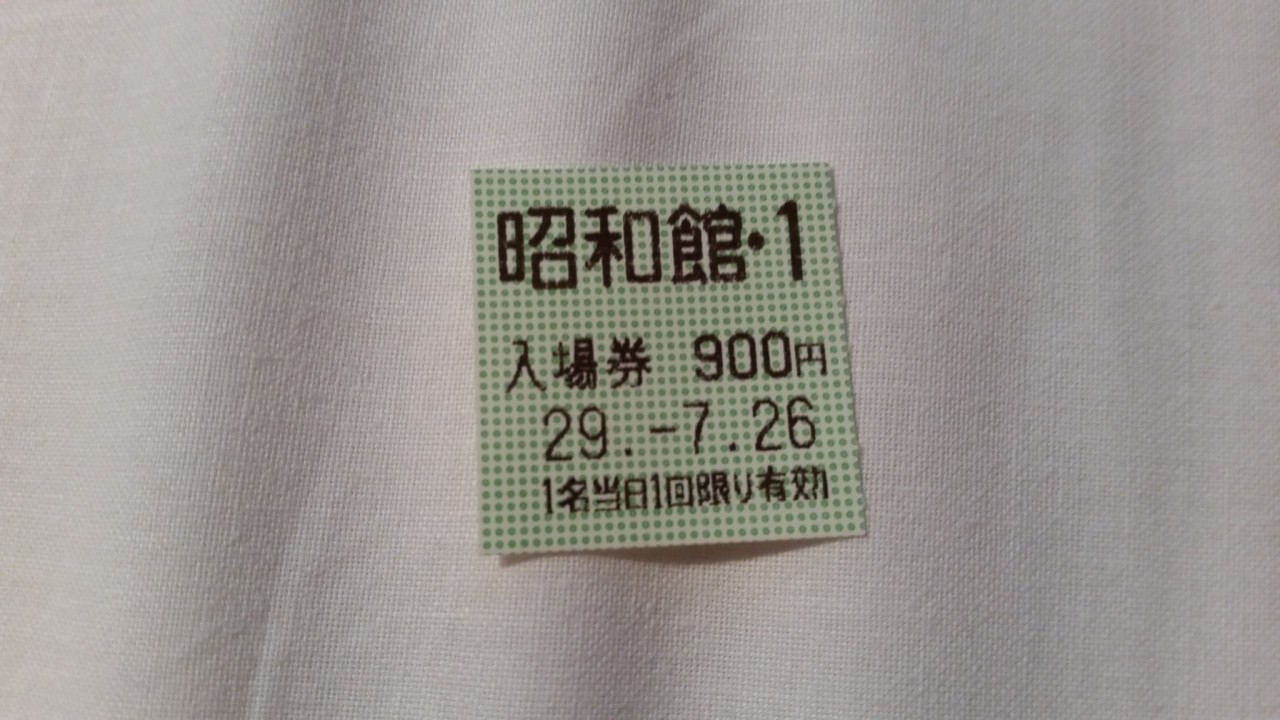 昭和館・1
入場券 900円
29.-7.26
1名当日1回限り有効